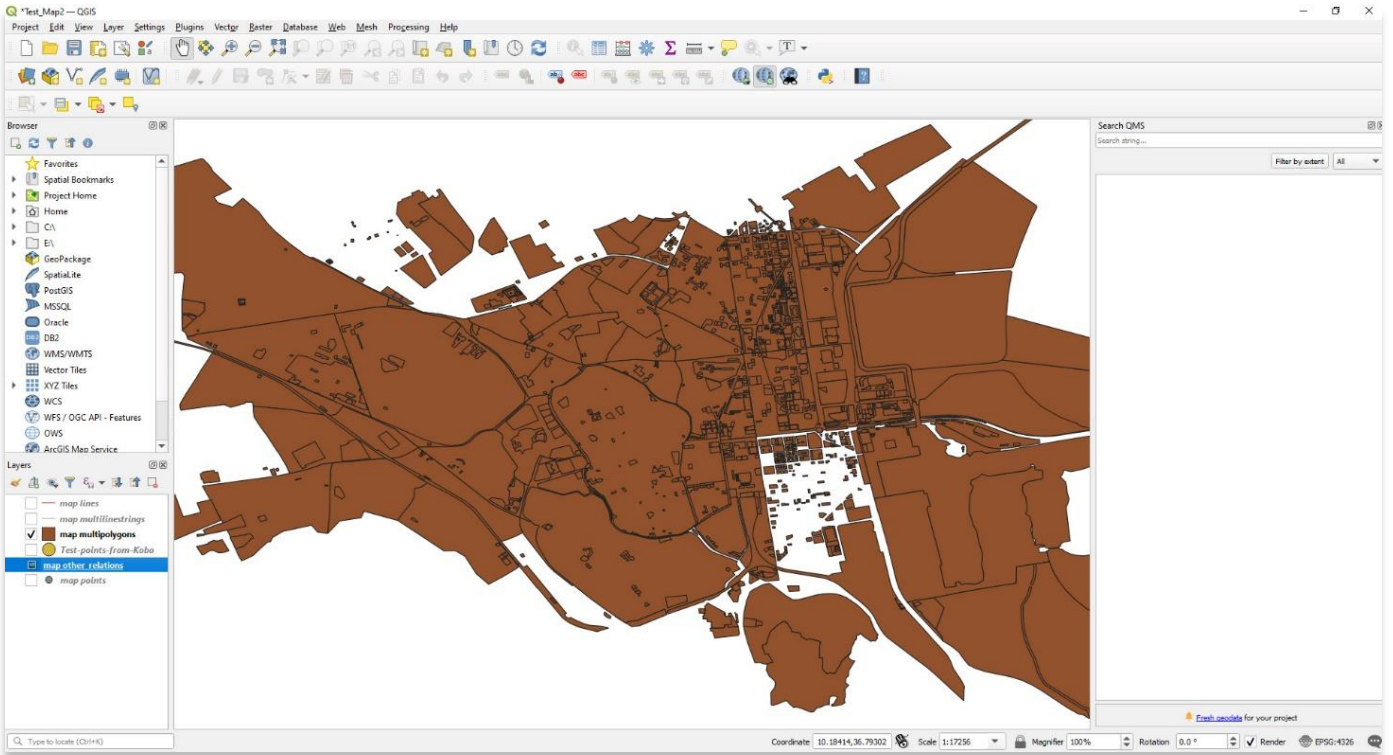 *Test_Map2 — QGIS
Project Edit View Layer Settings Plugins Vector Raster Database Web Mesh Processing Help
Browser
Search QMS
Search string...
Filter by extent All
Favorites
Spatial Bookmarks
Project Home
Home
C:\
E:\
GeoPackage
SpatiaLite
PostGIS
MSSQL
Oracle
DB2
WMS/WMTS
Vector Tiles
XYZ Tiles
WCS
WFS / OGC API - Features
OWS
ArcGIS Map Service
Layers
map lines
map multilinestrings
map multipolygons
Test-points-from-Kobo
map other_relations
map points
Fresh geodata for your project
Type to locate (Ctrl+K)
Coordinate 10.18414,36.79302 Scale 1:17256 Magnifier 100% Rotation 0.0 ° Render EPSG:4326